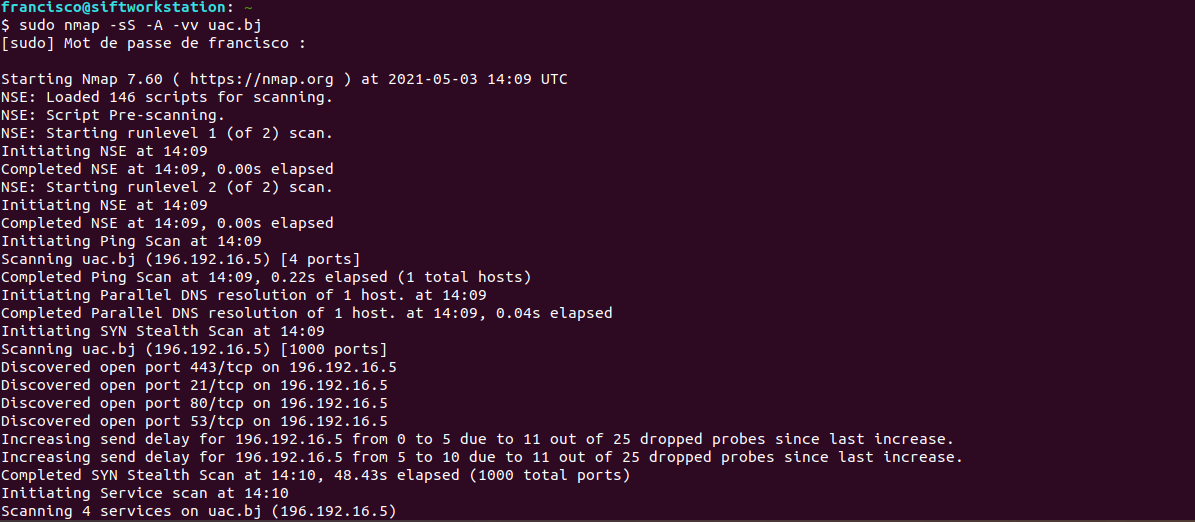 francisco@siftworkstation: ~
$ sudo nmap -sS -A -vv uac.bj
[sudo] Mot de passe de francisco :
Starting Nmap 7.60 ( https://nmap.org ) at 2021-05-03 14:09 UTC
NSE: Loaded 146 scripts for scanning.
NSE: Script Pre-scanning.
NSE: Starting runlevel 1 (of 2) scan.
Initiating NSE at 14:09
Completed NSE at 14:09, 0.00s elapsed
NSE: Starting runlevel 2 (of 2) scan.
Initiating NSE at 14:09
Completed NSE at 14:09, 0.00s elapsed
Initiating Ping Scan at 14:09
Scanning uac.bj (196.192.16.5) [4 ports]
Completed Ping Scan at 14:09, 0.22s elapsed (1 total hosts)
Initiating Parallel DNS resolution of 1 host. at 14:09
Completed Parallel DNS resolution of 1 host. at 14:09, 0.04s elapsed
Initiating SYN Stealth Scan at 14:09
Scanning uac.bj (196.192.16.5) [1000 ports]
Discovered open port 443/tcp on 196.192.16.5
Discovered open port 21/tcp on 196.192.16.5
Discovered open port 80/tcp on 196.192.16.5
Discovered open port 53/tcp on 196.192.16.5
Increasing send delay for 196.192.16.5 from 0 to 5 due to 11 out of 25 dropped probes since last increase.
Increasing send delay for 196.192.16.5 from 5 to 10 due to 11 out of 25 dropped probes since last increase.
Completed SYN Stealth Scan at 14:10, 48.43s elapsed (1000 total ports)
Initiating Service scan at 14:10
Scanning 4 services on uac.bj (196.192.16.5)